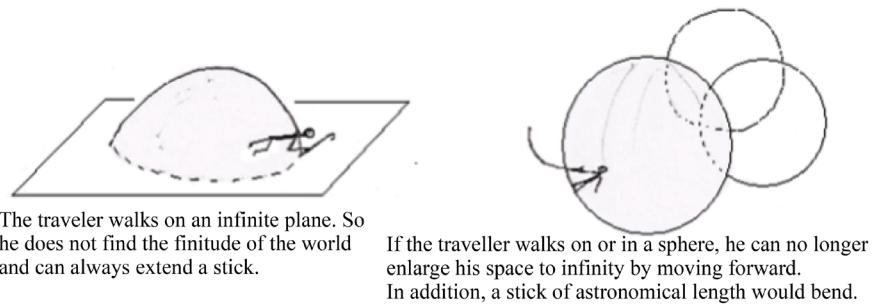 The traveler walks on an infinite plane. So
he does not find the finitude of the world
and can always extend a stick.
If the traveller walks on or in a sphere, he can no longer
enlarge his space to infinity by moving forward.
In addition, a stick of astronomical length would bend.